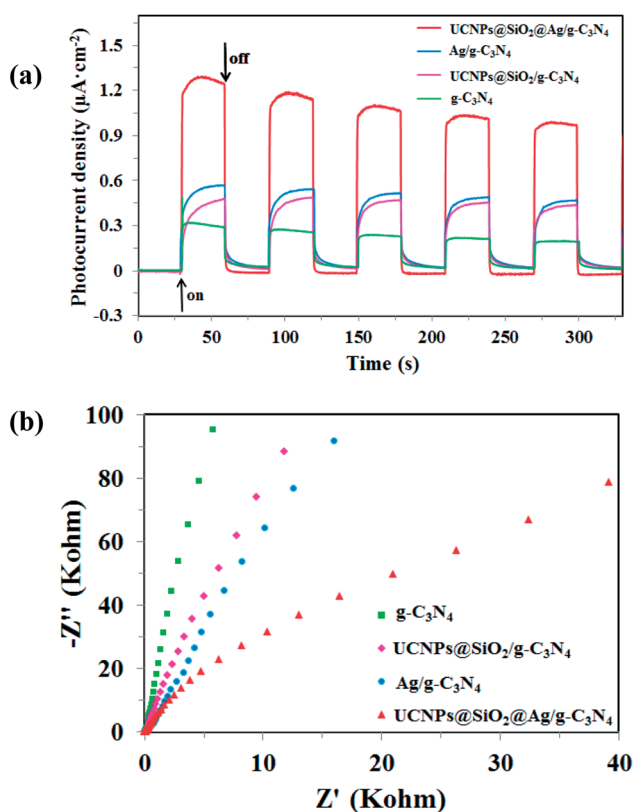 (a)
Photocurrent density (μA·cm⁻²)
1.5
1.2
0.9
0.6
0.3
0
-0.3
off
on
UCNPs@SiO₂@Ag/g-C₃N₄
Ag/g-C₃N₄
UCNPs@SiO₂/g-C₃N₄
g-C₃N₄
0 50 100 150 200 250 300
Time (s)
(b)
-Z'' (Kohm)
100
80
60
40
20
0
g-C₃N₄
UCNPs@SiO₂/g-C₃N₄
Ag/g-C₃N₄
UCNPs@SiO₂@Ag/g-C₃N₄
0 10 20 30 40
Z' (Kohm)